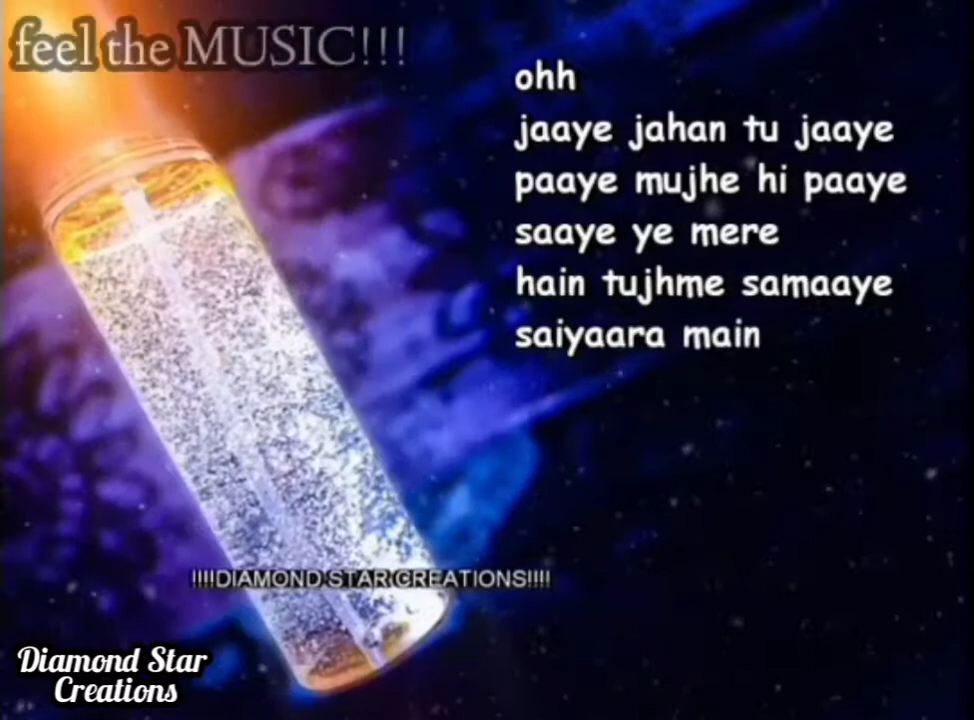 feel the MUSIC!!!
ohh
jaaye jahan tu jaaye
paaye mujhe hi paaye
saaye ye mere
hain tujhme samaaye
saiyaara main
!!!!DIAMOND STAR CREATIONS!!!!
Diamond Star
Creations